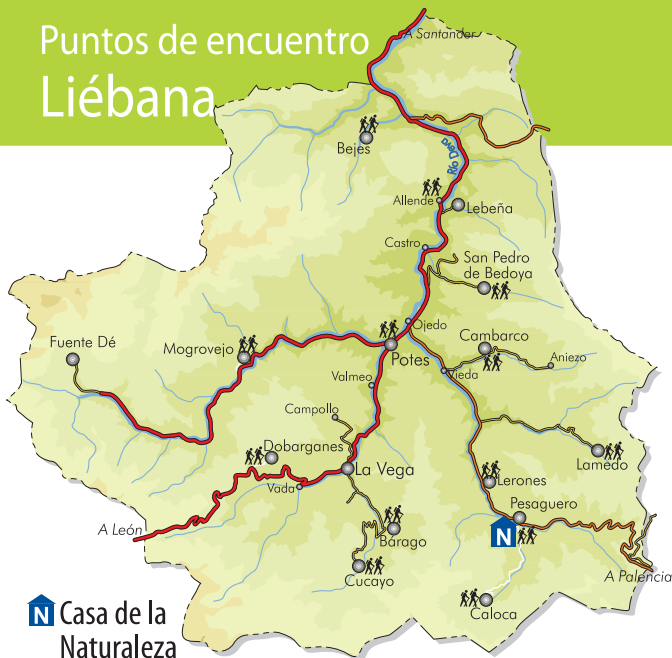 Puntos de encuentro
Liébana
A Santander
Bejes
Río Deva
Allende
Lebeña
Castro
San Pedro
de Bedoya
Ojedo
Fuente Dé
Mogrovejo
Potes
Cambarco
Aniezo
Vieda
Valmeo
Campollo
Dobarganes
La Vega
Lamedo
Vada
Lerones
Pesaguero
A León
N
Bárago
Cucayo
A Palencia
Caloca
N Casa de la
Naturaleza